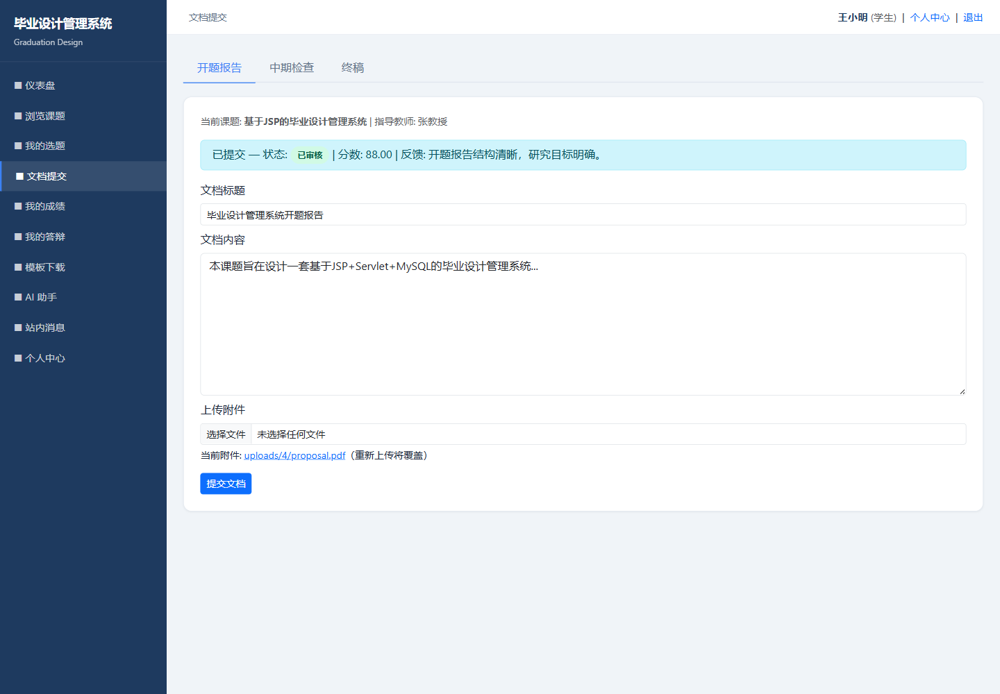 毕业设计管理系统
Graduation Design
仪表盘
浏览课题
我的选题
文档提交
我的成绩
我的答辩
模板下载
AI 助手
站内消息
个人中心
文档提交
王小明 (学生) | 个人中心 | 退出
开题报告 中期检查 终稿
当前课题: 基于JSP的毕业设计管理系统 | 指导教师: 张教授
已提交 — 状态: 已审核 | 分数: 88.00 | 反馈: 开题报告结构清晰，研究目标明确。
文档标题
毕业设计管理系统开题报告
文档内容
本课题旨在设计一套基于JSP+Servlet+MySQL的毕业设计管理系统...
上传附件
选择文件 未选择任何文件
当前附件: uploads/4/proposal.pdf（重新上传将覆盖）
提交文档